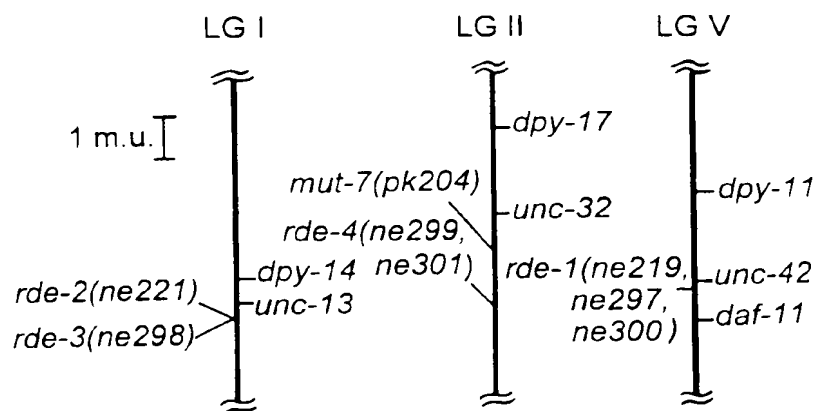 LG I
LG II
LG V
1 m.u.
dpy-17
mut-7(pk204)
dpy-11
unc-32
rde-4(ne299,
ne301)
dpy-14
rde-1(ne219,
ne297,
ne300)
unc-42
rde-2(ne221)
unc-13
daf-11
rde-3(ne298)